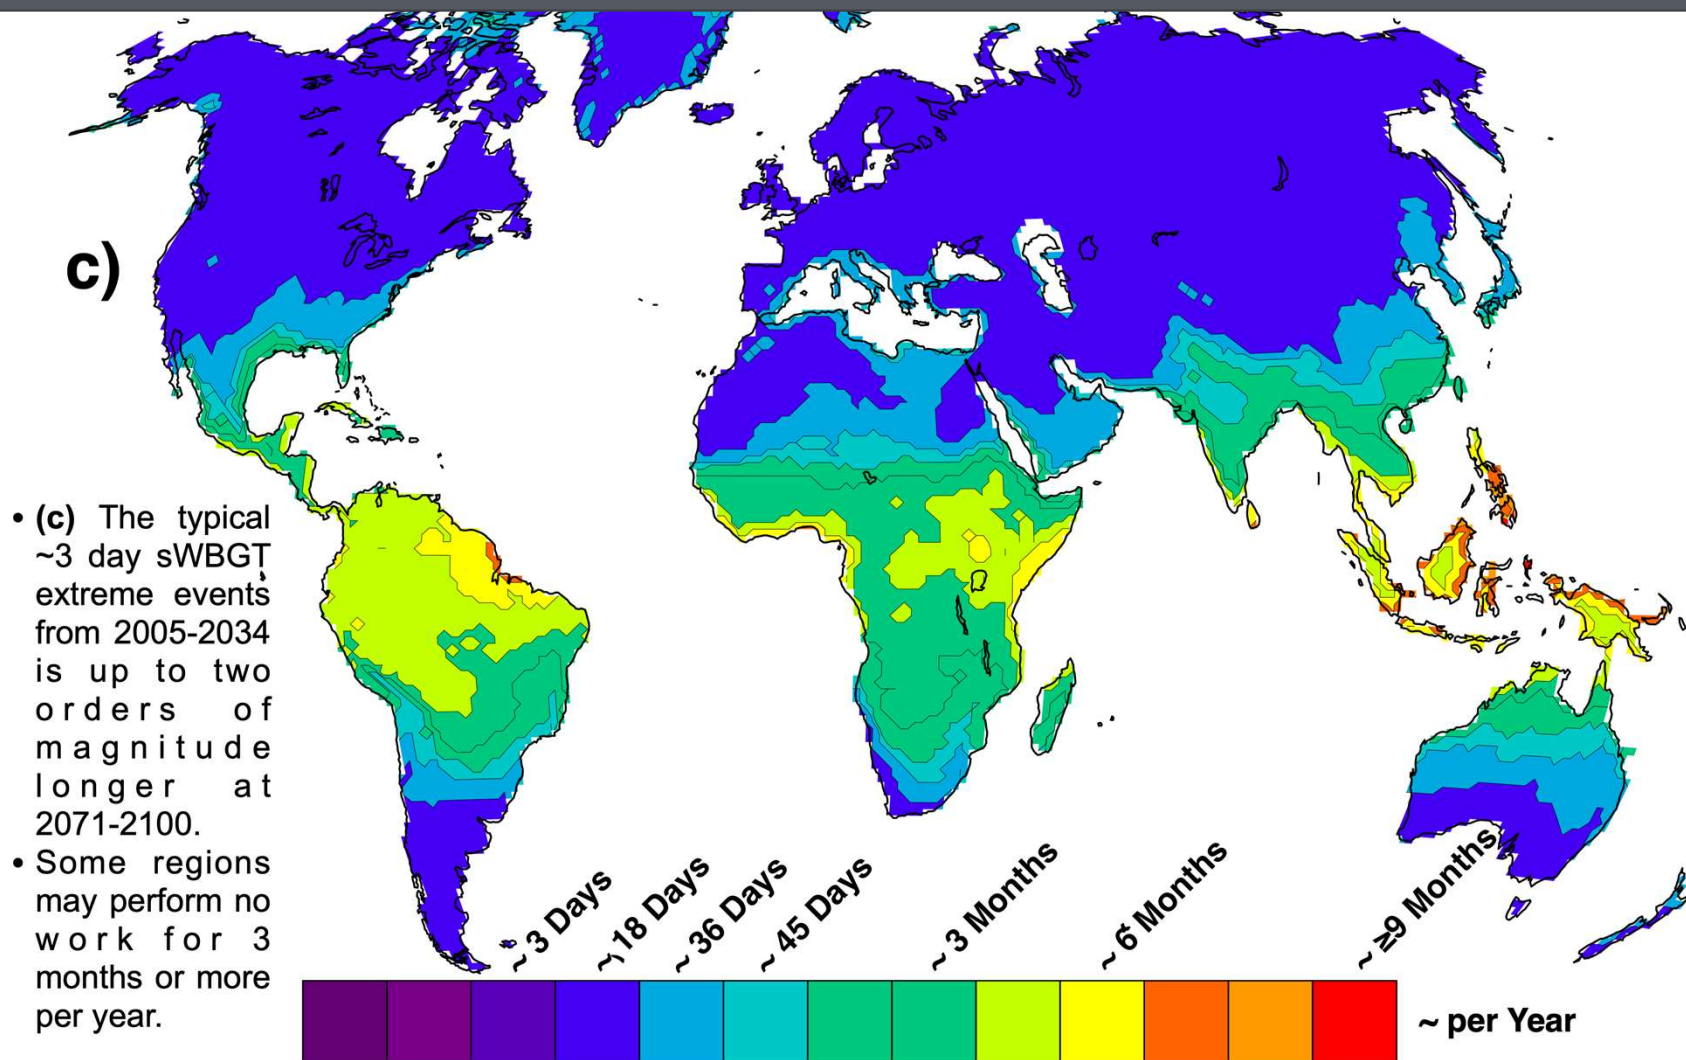 c)
• (c) The typical
~3 day sWBGT
extreme events
from 2005-2034
is up to two
orders of
magnitude
longer at
2071-2100.
• Some regions
may perform no
work for 3
months or more
per year.
~ 3 Days
~ 18 Days
~ 36 Days
~ 45 Days
~ 3 Months
~ 6 Months
~ ≥9 Months
~ per Year